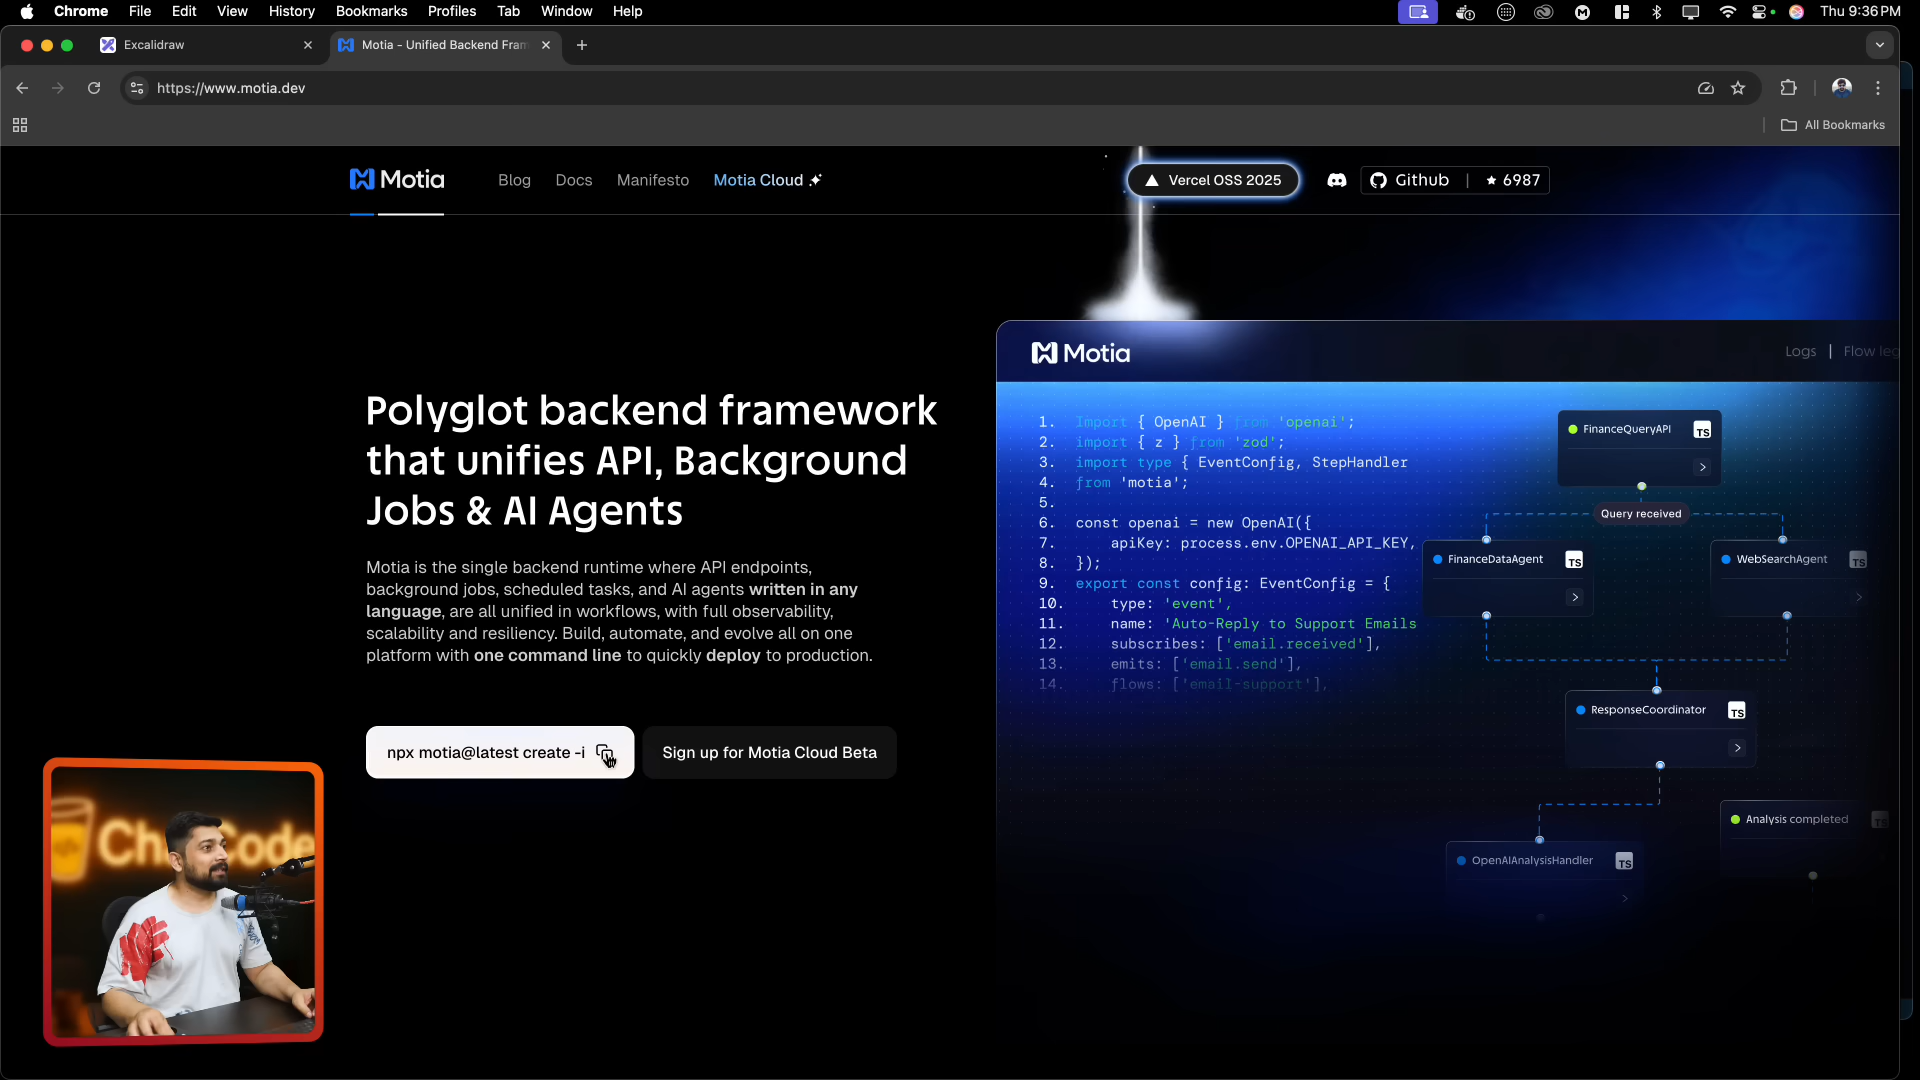 Chrome File Edit View History Bookmarks Profiles Tab Window Help Thu 9:36 PM
Excalidraw Motia - Unified Backend Fram
https://www.motia.dev
All Bookmarks
Motia Blog Docs Manifesto Motia Cloud Vercel OSS 2025 Github | 6987
Motia Logs | Flow leg
Polyglot backend framework
that unifies API, Background
Jobs & AI Agents
Motia is the single backend runtime where API endpoints,
background jobs, scheduled tasks, and AI agents written in any
language, are all unified in workflows, with full observability,
scalability and resiliency. Build, automate, and evolve all on one
platform with one command line to quickly deploy to production.
npx motia@latest create -i Sign up for Motia Cloud Beta
1. Import { OpenAI } from 'openai';
2. import { z } from 'zod';
3. import type { EventConfig, StepHandler
4. from 'motia';
5.
6. const openai = new OpenAI({
7. apiKey: process.env.OPENAI_API_KEY,
8. });
9. export const config: EventConfig = {
10. type: 'event',
11. name: 'Auto-Reply to Support Emails
12. subscribes: ['email.received'],
13. emits: ['email.send'],
14. flows: ['email-support'],
FinanceQueryAPI TS
Query received
FinanceDataAgent TS
WebSearchAgent TS
ResponseCoordinator TS
Analysis completed TS
OpenAIAnalysisHandler TS
Code